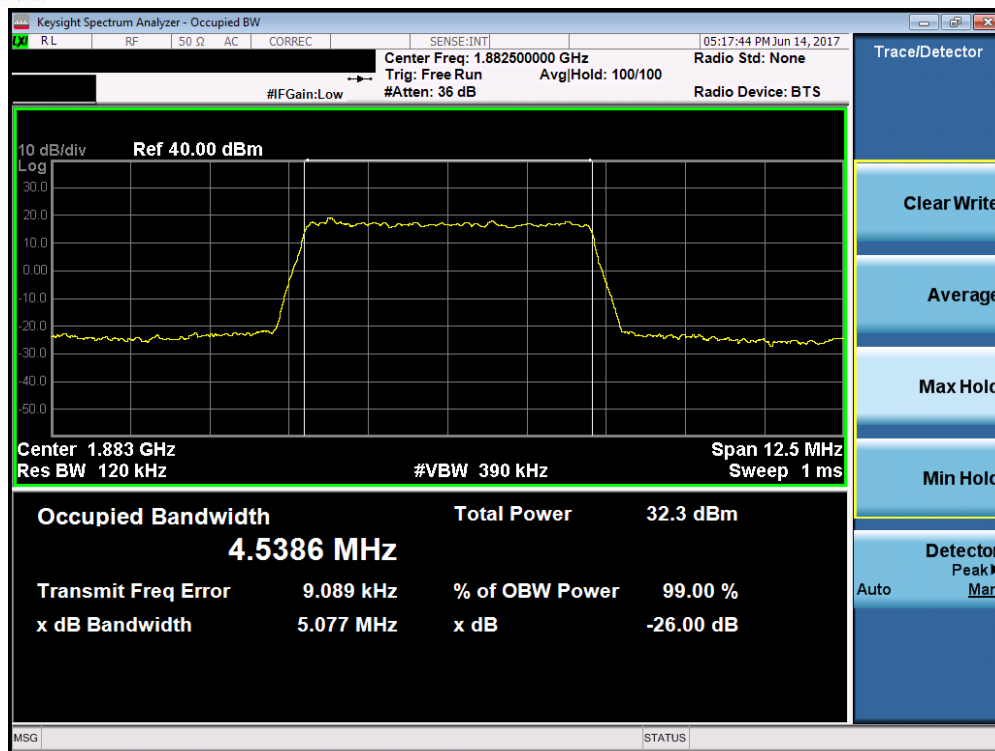 Keysight Spectrum Analyzer - Occupied BW
LXI RL RF 50 Ω AC CORREC SENSE:INT 05:17:44 PM Jun 14, 2017
Center Freq: 1.882500000 GHz Radio Std: None
Trig: Free Run Avg|Hold: 100/100
#IFGain:Low #Atten: 36 dB Radio Device: BTS
Trace/Detector
10 dB/div Ref 40.00 dBm
Log
30.0
20.0
10.0
0.00
-10.0
-20.0
-30.0
-40.0
-50.0
Center 1.883 GHz Span 12.5 MHz
Res BW 120 kHz #VBW 390 kHz Sweep 1 ms
Occupied Bandwidth Total Power 32.3 dBm
4.5386 MHz
Transmit Freq Error 9.089 kHz % of OBW Power 99.00 %
x dB Bandwidth 5.077 MHz x dB -26.00 dB
Clear Write
Average
Max Hold
Min Hold
Detector
Peak▶
Auto Man
MSG STATUS